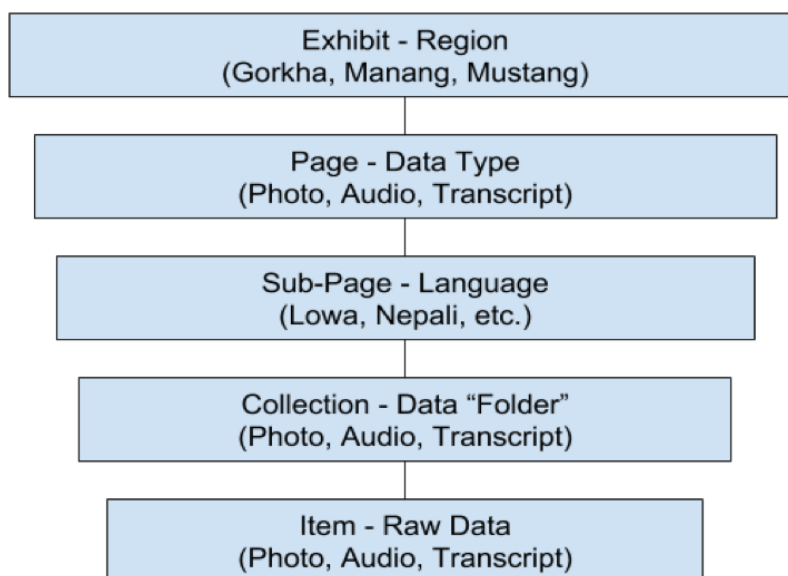 Exhibit - Region
(Gorkha, Manang, Mustang)
Page - Data Type
(Photo, Audio, Transcript)
Sub-Page - Language
(Lowa, Nepali, etc.)
Collection - Data “Folder”
(Photo, Audio, Transcript)
Item - Raw Data
(Photo, Audio, Transcript)